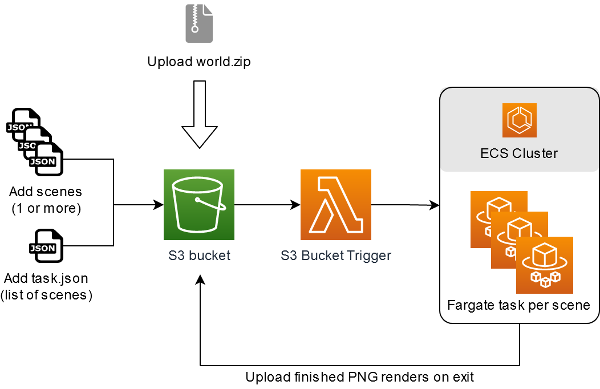 Upload world.zip
JSON
JSON
JSON
Add scenes
(1 or more)
JSON
Add task.json
(list of scenes)
S3 bucket
S3 Bucket Trigger
ECS Cluster
Fargate task per scene
Upload finished PNG renders on exit